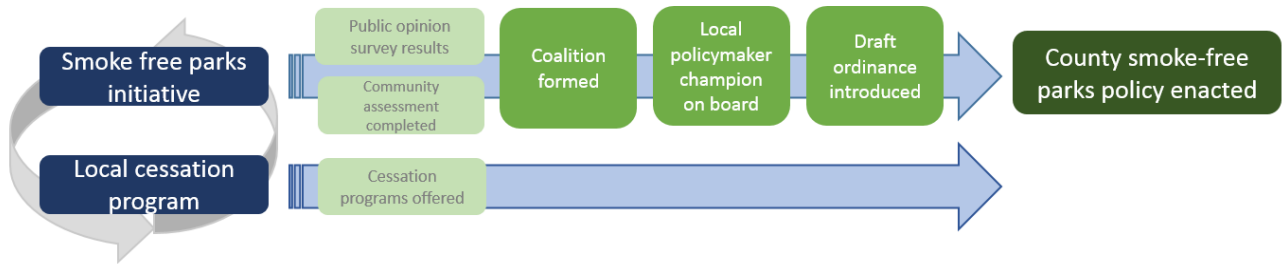 Smoke free parks
initiative
Public opinion
survey results
Community
assessment
completed
Coalition
formed
Local
policymaker
champion
on board
Draft
ordinance
introduced
County smoke-free
parks policy enacted
Local cessation
program
Cessation
programs offered